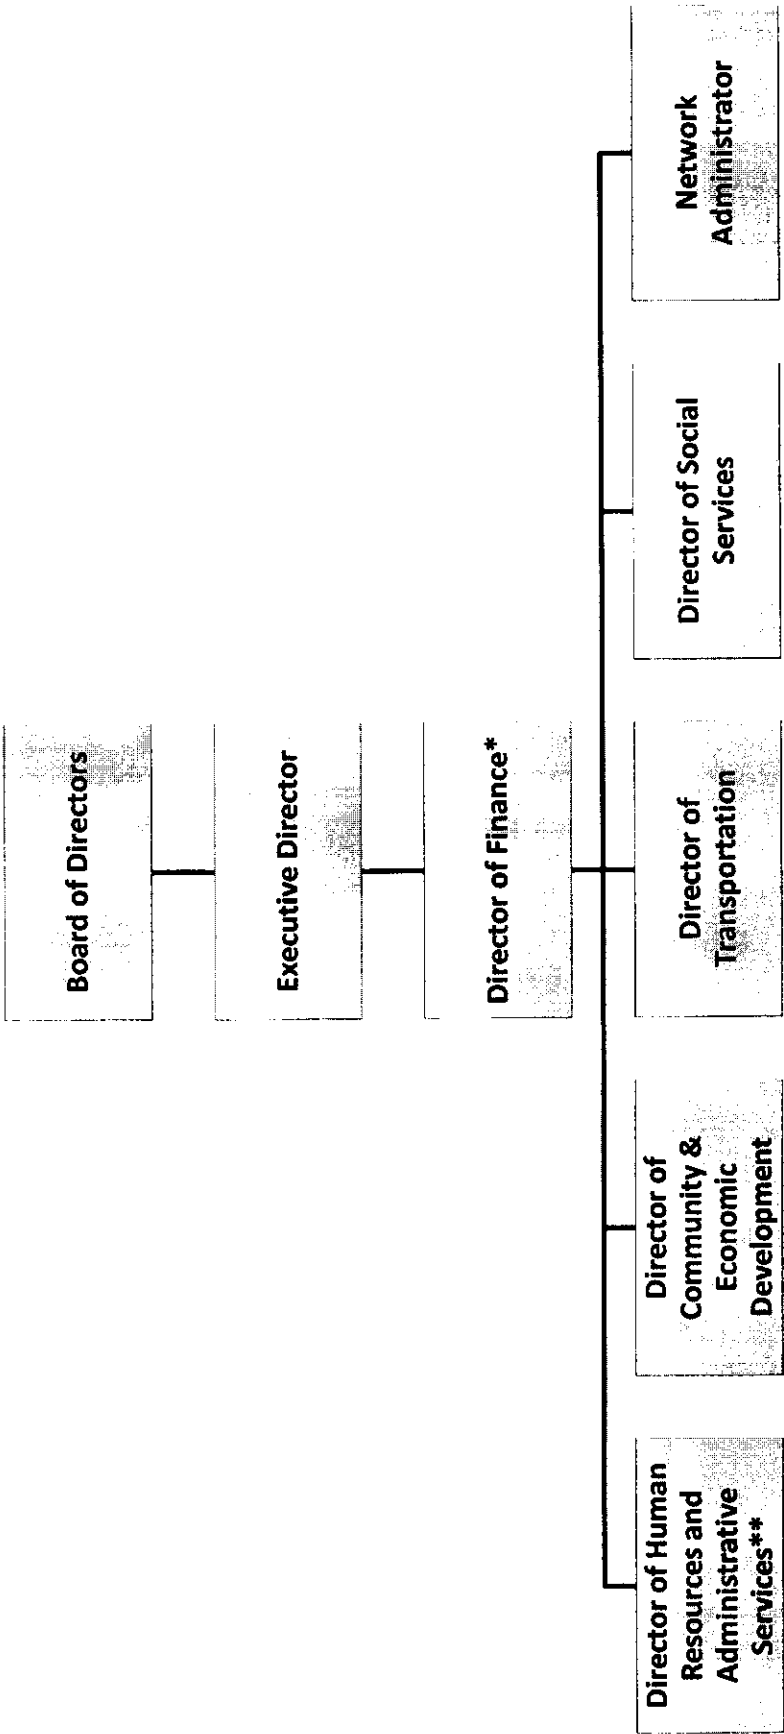 Board of Directors
Executive Director
Director of Finance*
Director of Human
Resources and
Administrative
Services**
Director of
Community &
Economic
Development
Director of
Transportation
Director of Social
Services
Network
Administrator